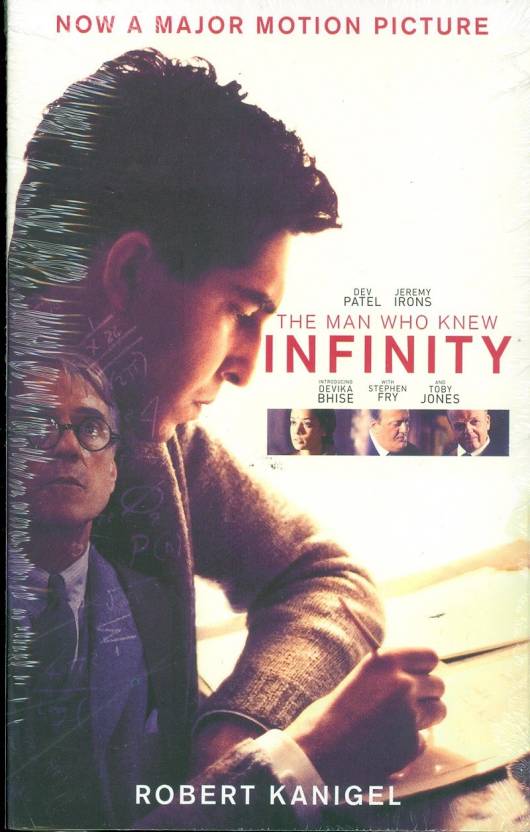 NOW A MAJOR MOTION PICTURE
DEV PATEL
JEREMY IRONS
THE MAN WHO KNEW
INFINITY
INTRODUCING DEVIKA BHISE
WITH STEPHEN FRY
AND TOBY JONES
P(n)
ROBERT KANIGEL